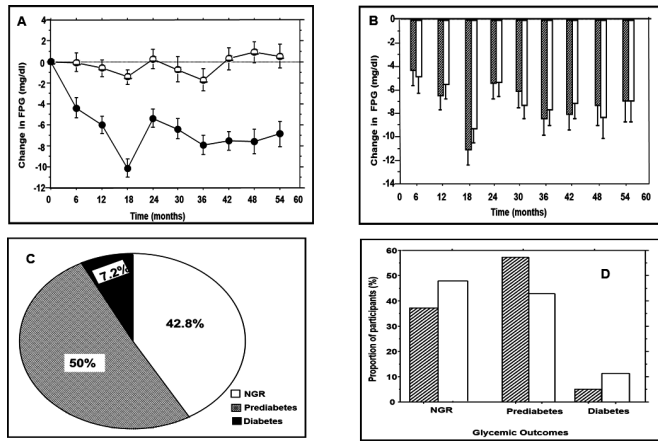 A
Change in FPG (mg/dl)
4
2
0
-2
-4
-6
-8
-10
-12
0 6 12 18 24 30 36 42 48 54 60
Time (months)
B
Change in FPG (mg/dl)
0
-2
-4
-6
-8
-10
-12
-14
6 12 18 24 30 36 42 48 54 60
Time (months)
C
7.2%
42.8%
50%
NGR
Prediabetes
Diabetes
D
Proportion of participants (%)
60
50
40
30
20
10
0
NGR Prediabetes Diabetes
Glycemic Outcomes